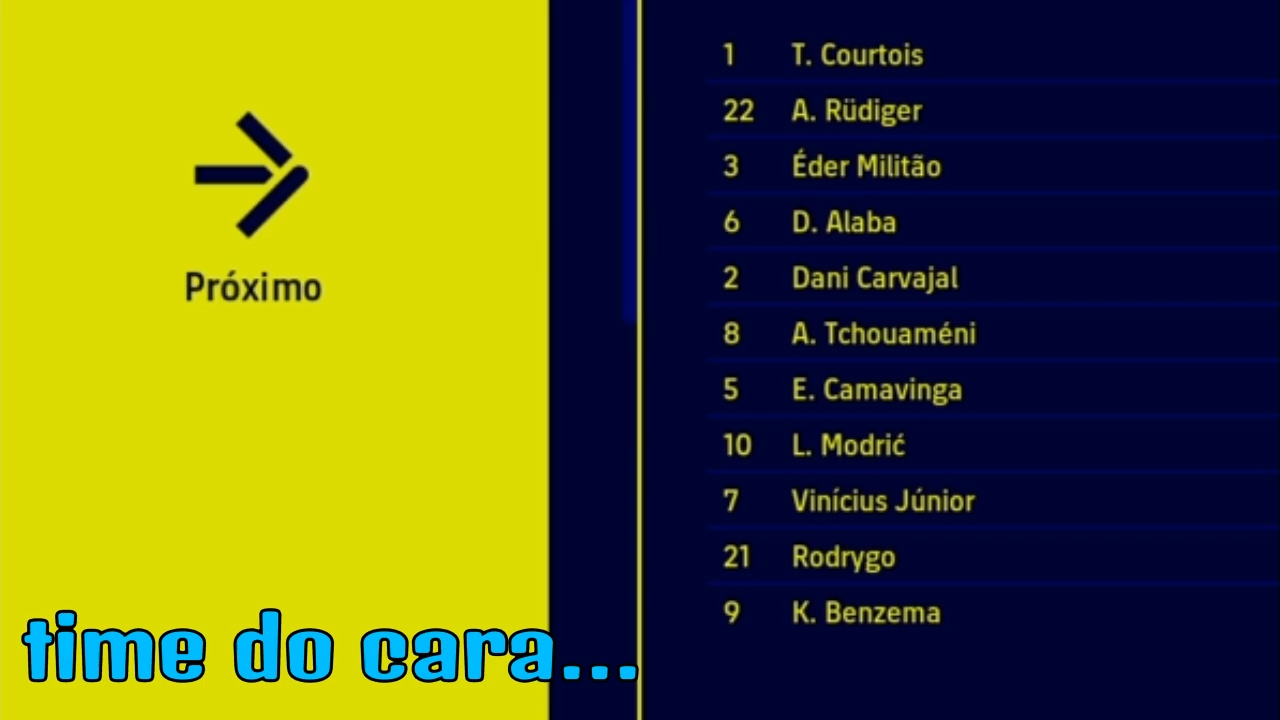 Próximo
time do cara...
1 T. Courtois
22 A. Rüdiger
3 Éder Militão
6 D. Alaba
2 Dani Carvajal
8 A. Tchouaméni
5 E. Camavinga
10 L. Modrić
7 Vinícius Júnior
21 Rodrygo
9 K. Benzema